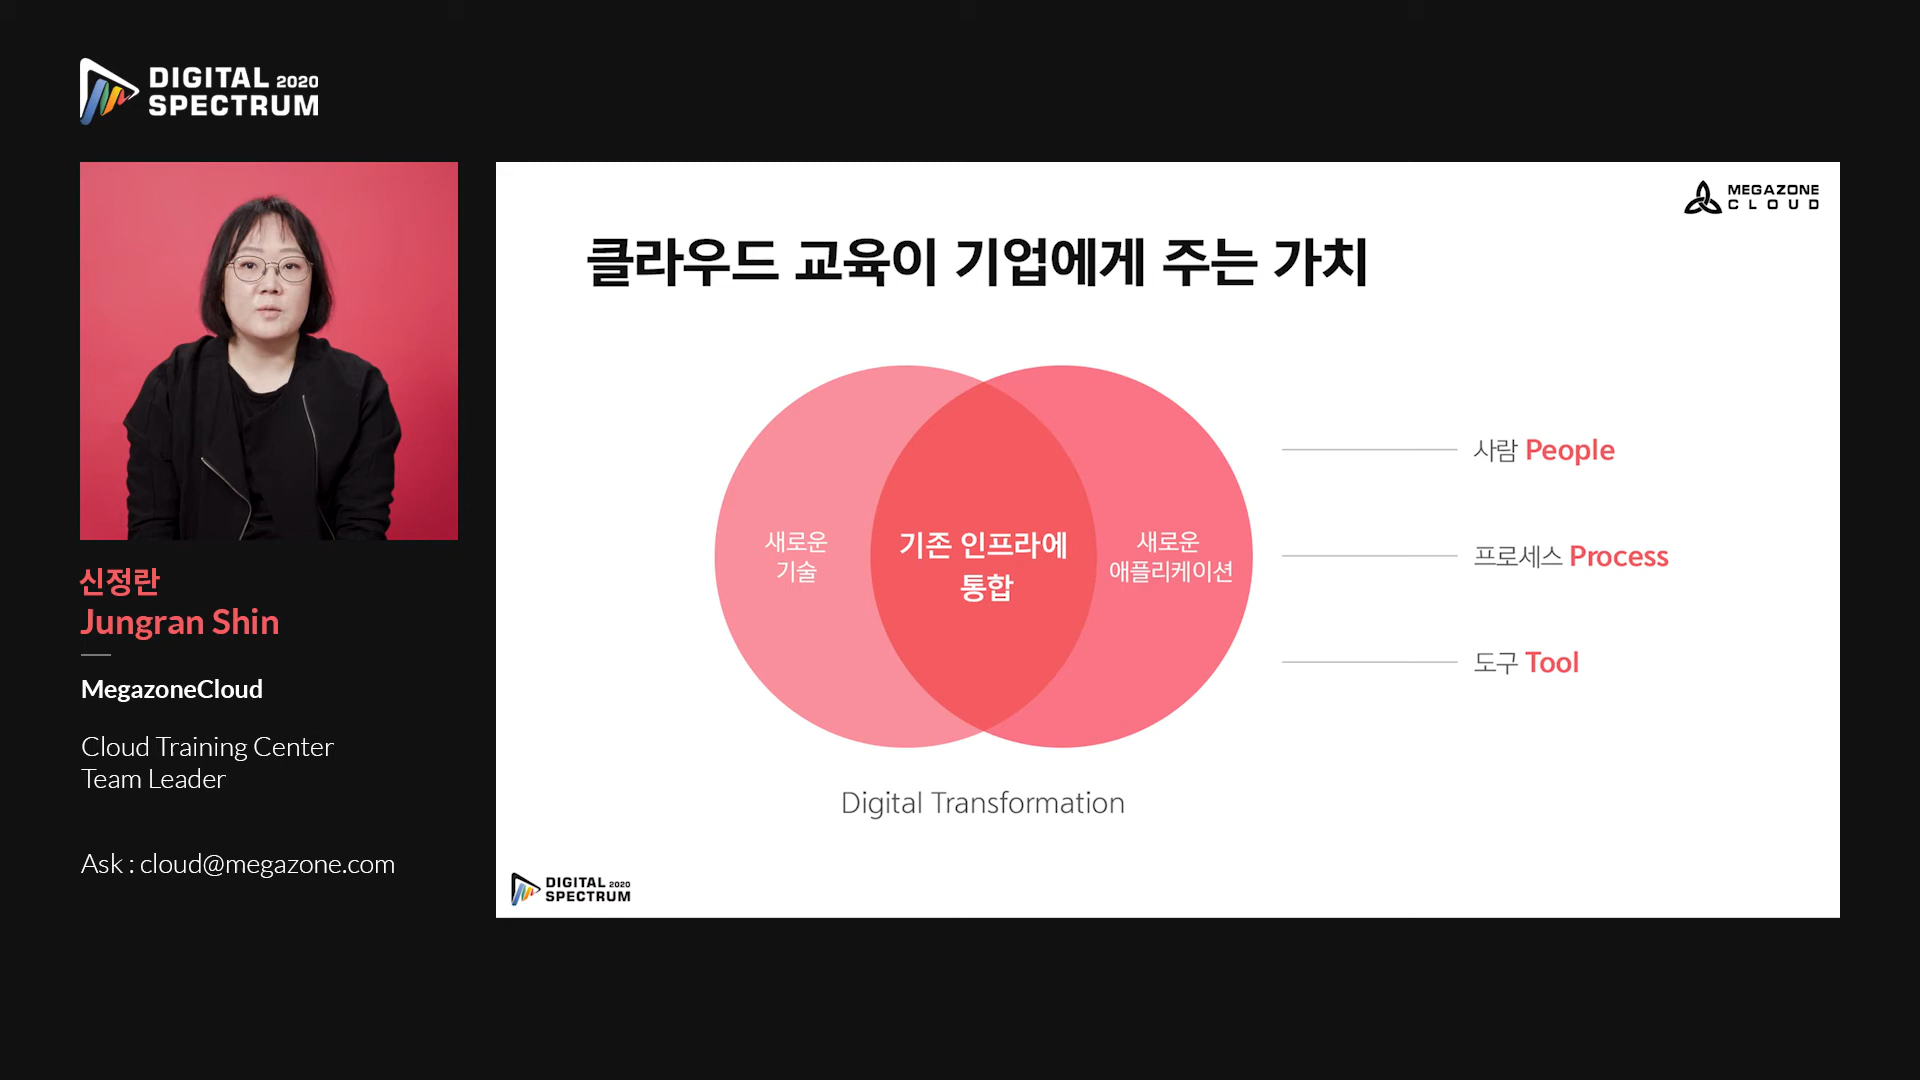 DIGITAL 2020
SPECTRUM
신정란
Jungran Shin
MegazoneCloud
Cloud Training Center
Team Leader
Ask : cloud@megazone.com
MEGAZONE
CLOUD
클라우드 교육이 기업에게 주는 가치
새로운
기술
기존 인프라에
통합
새로운
애플리케이션
사람 People
프로세스 Process
도구 Tool
Digital Transformation
DIGITAL 2020
SPECTRUM